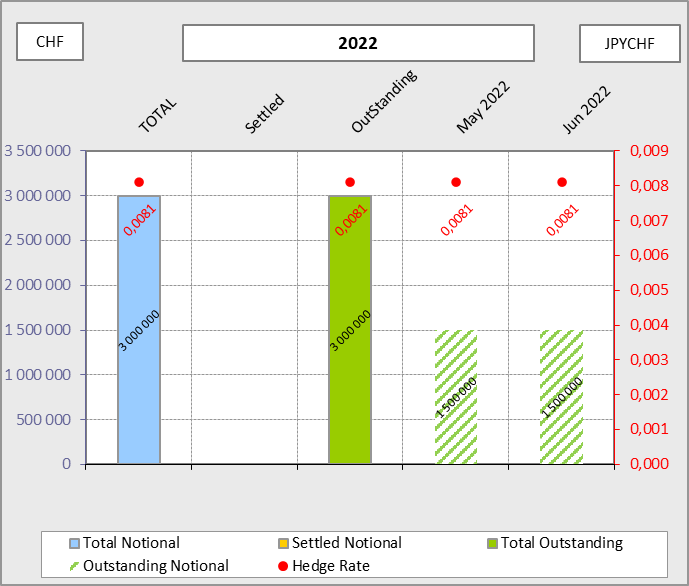 CHF
2022
JPYCHF
TOTAL
Settled
OutStanding
May 2022
Jun 2022
3 500 000
3 000 000
2 500 000
2 000 000
1 500 000
1 000 000
500 000
0
0,009
0,008
0,007
0,006
0,005
0,004
0,003
0,002
0,001
0,000
0,0081
0,0081
0,0081
0,0081
3 000 000
3 000 000
1 500 000
1 500 000
Total Notional
Settled Notional
Total Outstanding
Outstanding Notional
Hedge Rate